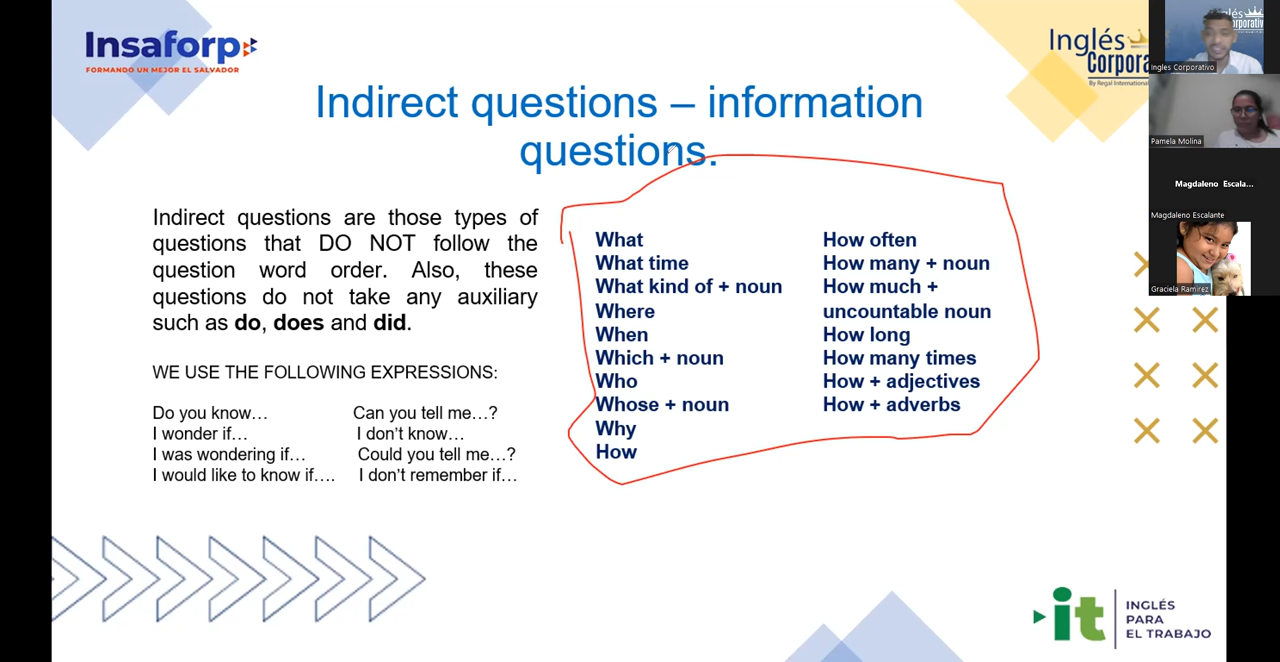 Insaforp
FORMANDO UN MEJOR EL SALVADOR
Inglés
By Regal International
Indirect questions – information
questions.
Indirect questions are those types of
questions that DO NOT follow the
question word order. Also, these
questions do not take any auxiliary
such as do, does and did.
WE USE THE FOLLOWING EXPRESSIONS:
Do you know… Can you tell me…?
I wonder if… I don’t know…
I was wondering if… Could you tell me…?
I would like to know if…. I don’t remember if…
What
What time
What kind of + noun
Where
When
Which + noun
Who
Whose + noun
Why
How
How often
How many + noun
How much +
uncountable noun
How long
How many times
How + adjectives
How + adverbs
Ingles Corporativo
Pamela Molina
Magdaleno Escala...
Magdaleno Escalante
Graciela Ramirez
it
INGLÉS
PARA
EL TRABAJO